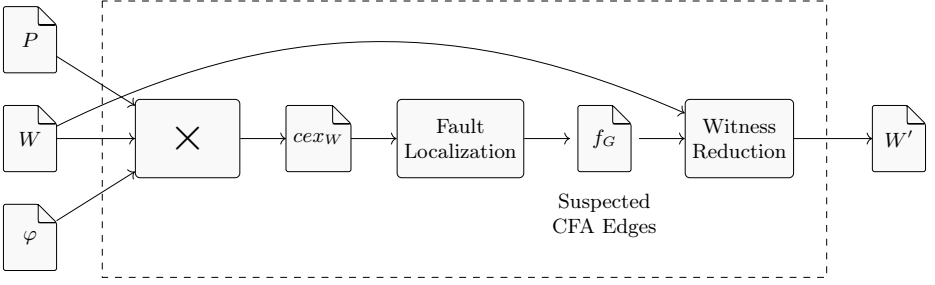 P
W
φ
×
cex_W
Fault
Localization
f_G
Suspected
CFA Edges
Witness
Reduction
W′